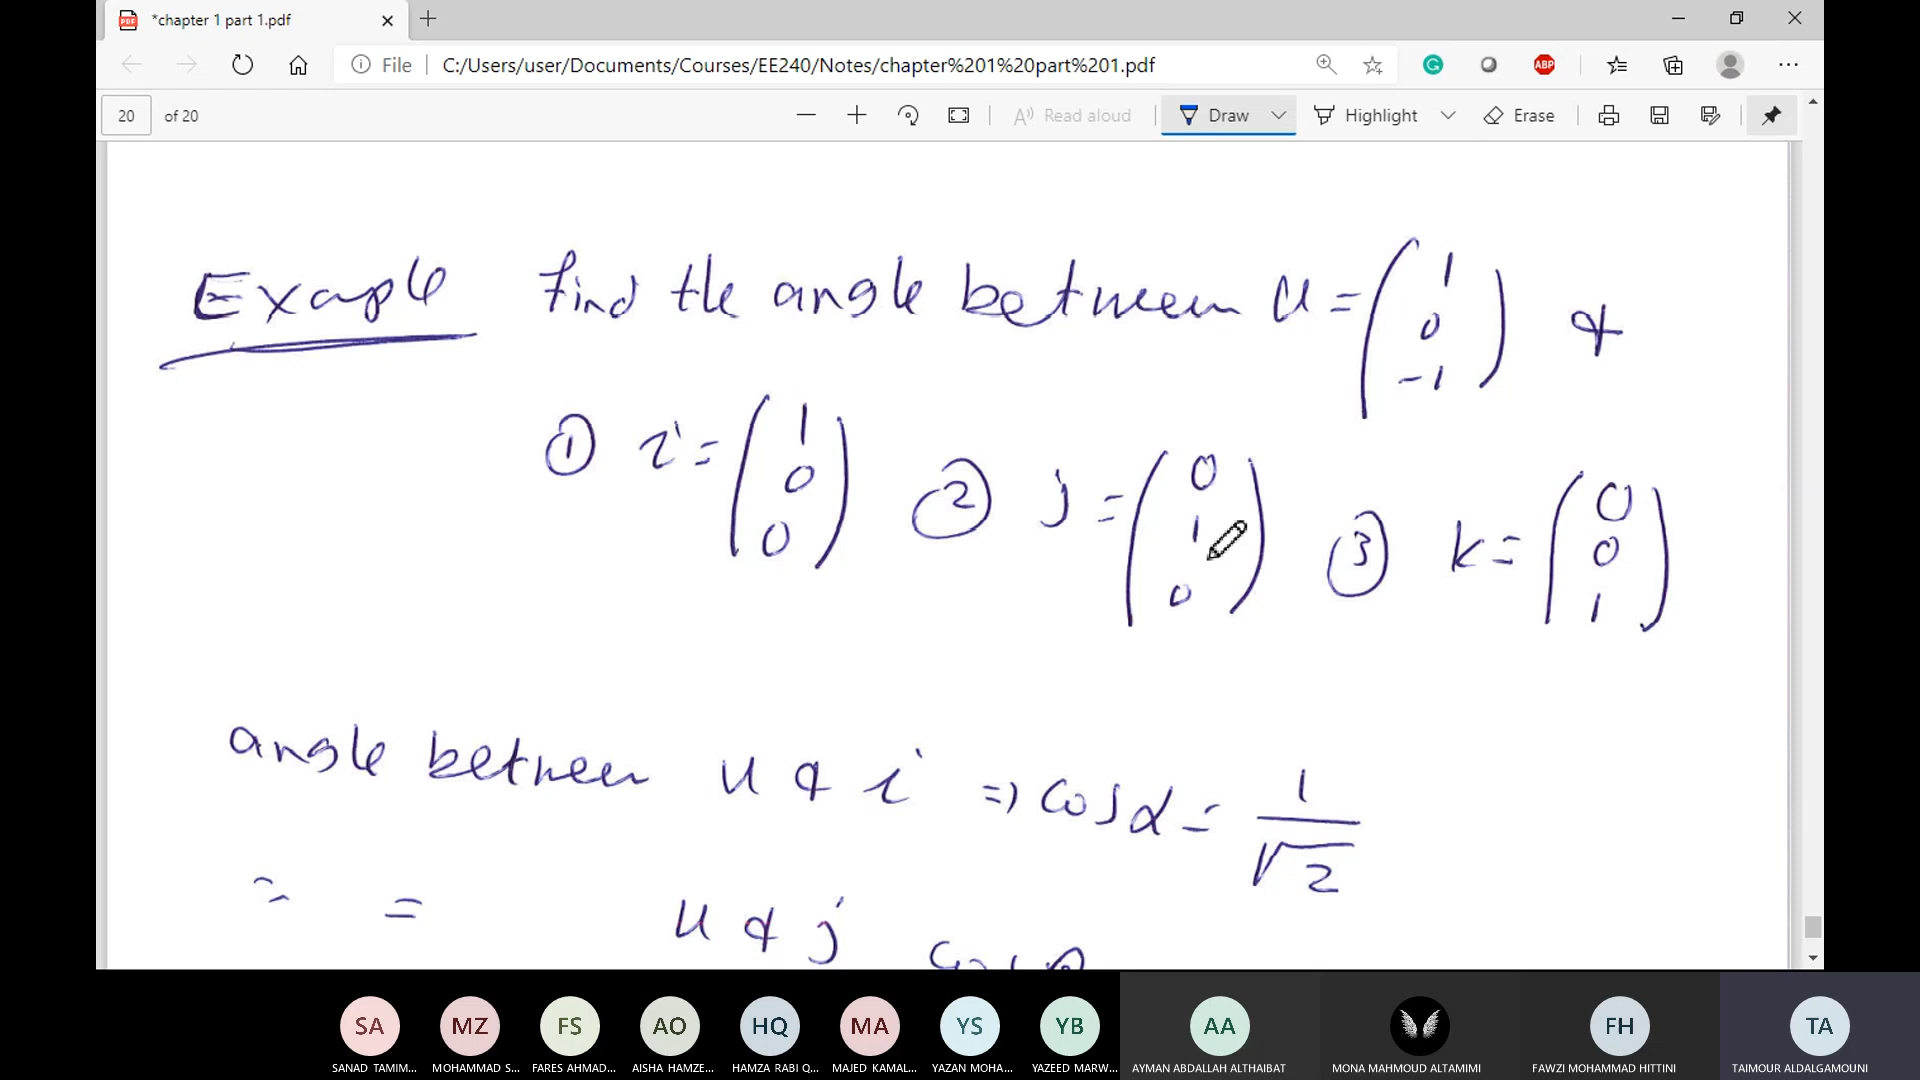 *chapter 1 part 1.pdf
File C:/Users/user/Documents/Courses/EE240/Notes/chapter%201%20part%201.pdf
20 of 20 Read aloud Draw Highlight Erase
Example find the angle between u = (1 0 -1) &
① i = (1 0 0) ② j = (0 1 0) ③ k = (0 0 1)
angle between u & i => cos α = 1/√2
= = u & j
SA MZ FS AO HQ MA YS YB AA FH TA
SANAD TAMIM... MOHAMMAD S... FARES AHMAD... AISHA HAMZE... HAMZA RABI Q... MAJED KAMAL... YAZAN MOHA... YAZEED MARW... AYMAN ABDALLAH ALTHAIBAT MONA MAHMOUD ALTAMIMI FAWZI MOHAMMAD HITTINI TAIMOUR ALDALGAMOUNI